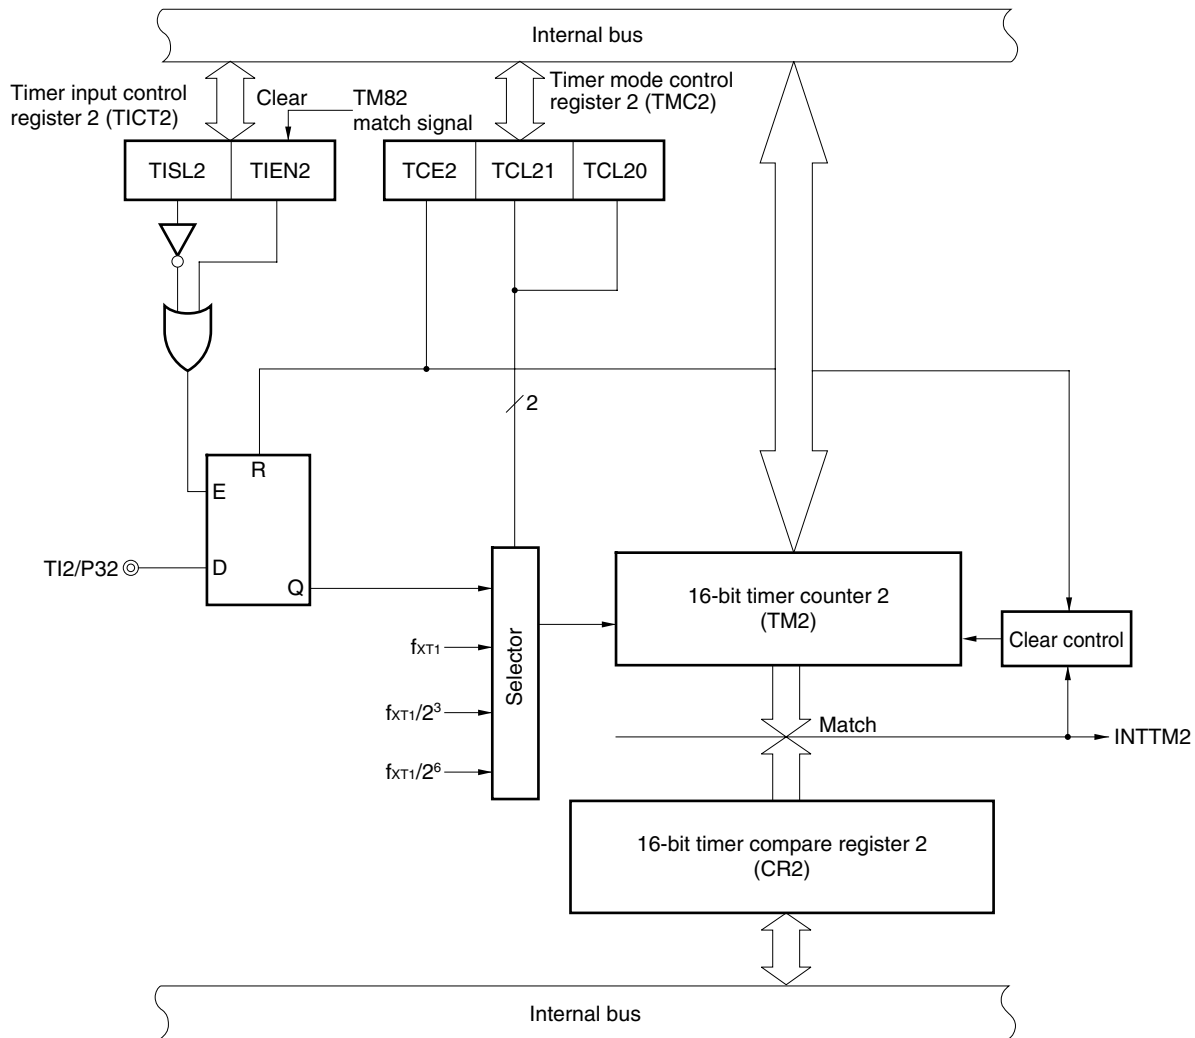 Internal bus
Timer input control
register 2 (TICT2)
Clear
TM82
match signal
Timer mode control
register 2 (TMC2)
TISL2
TIEN2
TCE2
TCL21
TCL20
2
R
E
D
Q
TI2/P32
fXT1
fXT1/2³
fXT1/2⁶
Selector
16-bit timer counter 2
(TM2)
Clear control
Match
INTTM2
16-bit timer compare register 2
(CR2)
Internal bus